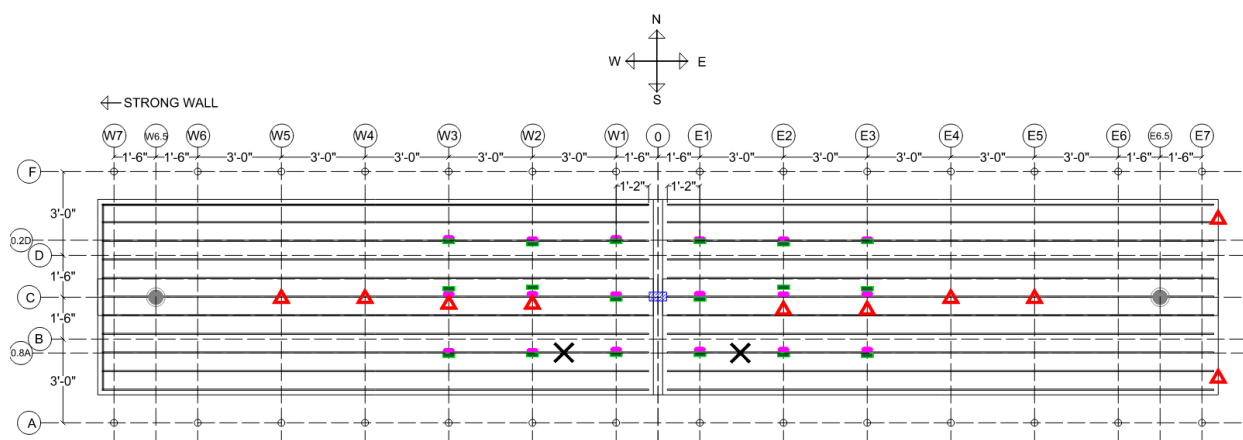 N
W E
S
STRONG WALL
W7 W6.5 W6 W5 W4 W3 W2 W1 0 E1 E2 E3 E4 E5 E6 E6.5 E7
1'-6" 1'-6" 3'-0" 3'-0" 3'-0" 3'-0" 3'-0" 1'-6" 1'-6" 3'-0" 3'-0" 3'-0" 3'-0" 3'-0" 1'-6" 1'-6"
F
1'-2" 1'-2"
3'-0"
0.2D
D
1'-6"
C
1'-6"
B
0.8A
3'-0"
A